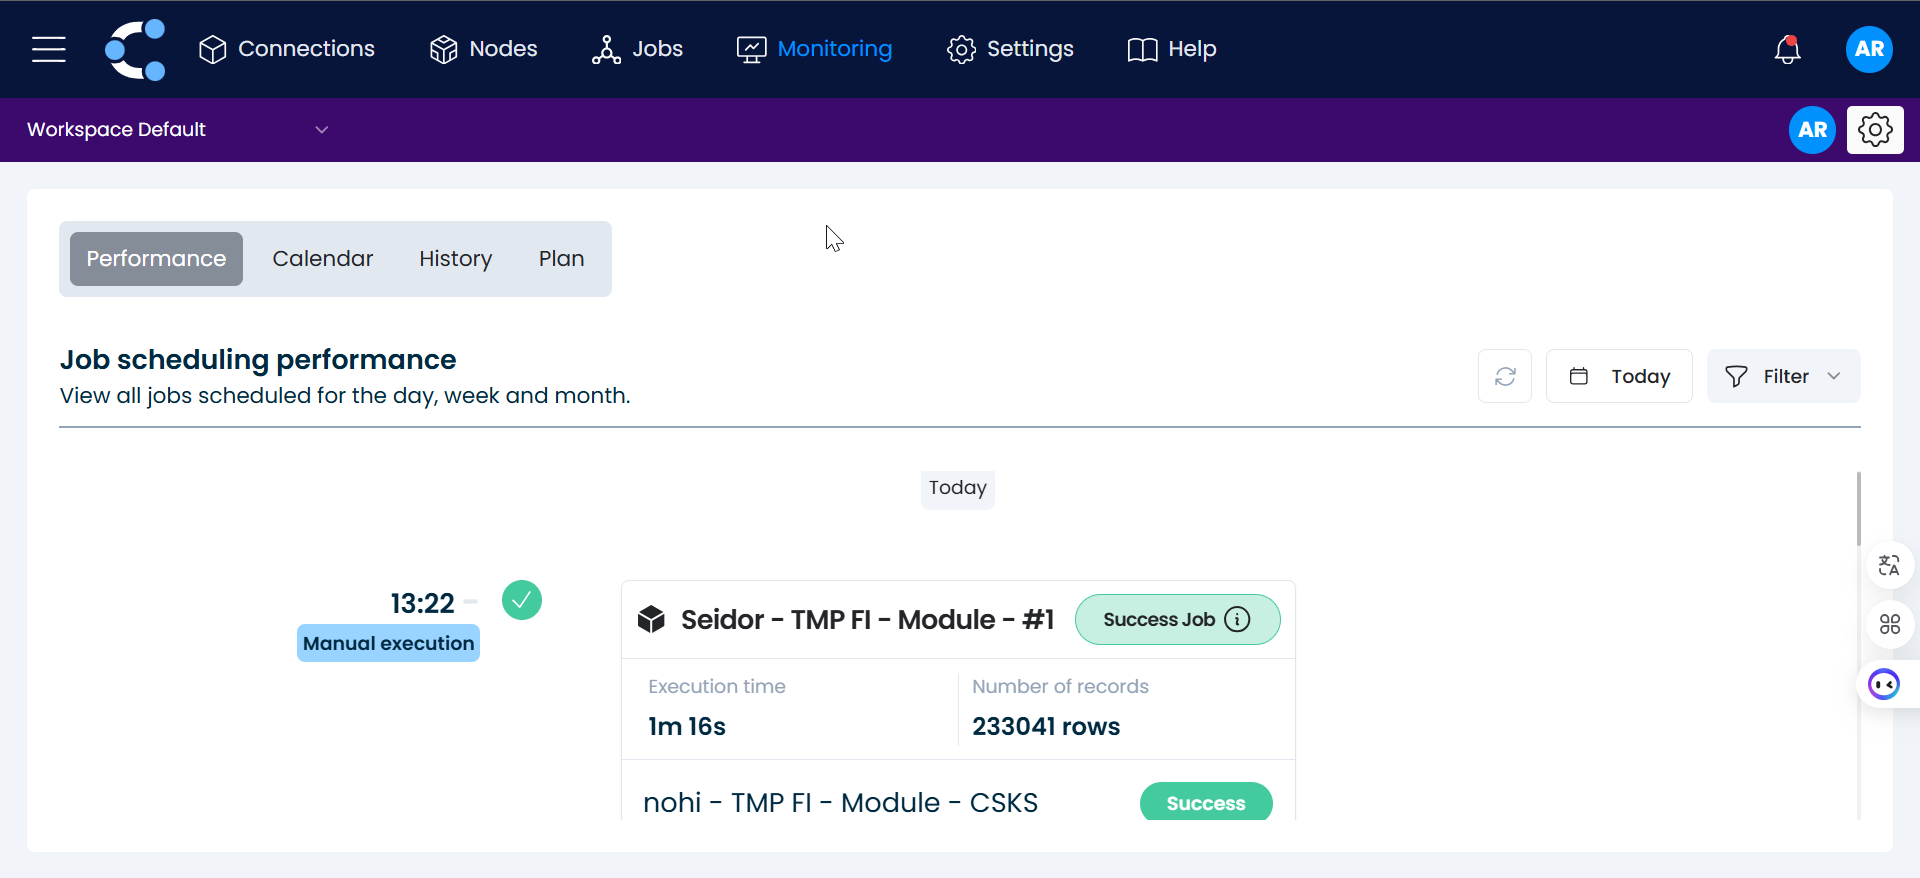 Connections Nodes Jobs Monitoring Settings Help AR
Workspace Default AR
Performance Calendar History Plan
Job scheduling performance
View all jobs scheduled for the day, week and month.
Today Filter
Today
13:22
Manual execution
Seidor - TMP FI - Module - #1 Success Job
Execution time Number of records
1m 16s 233041 rows
nohi - TMP FI - Module - CSKS Success